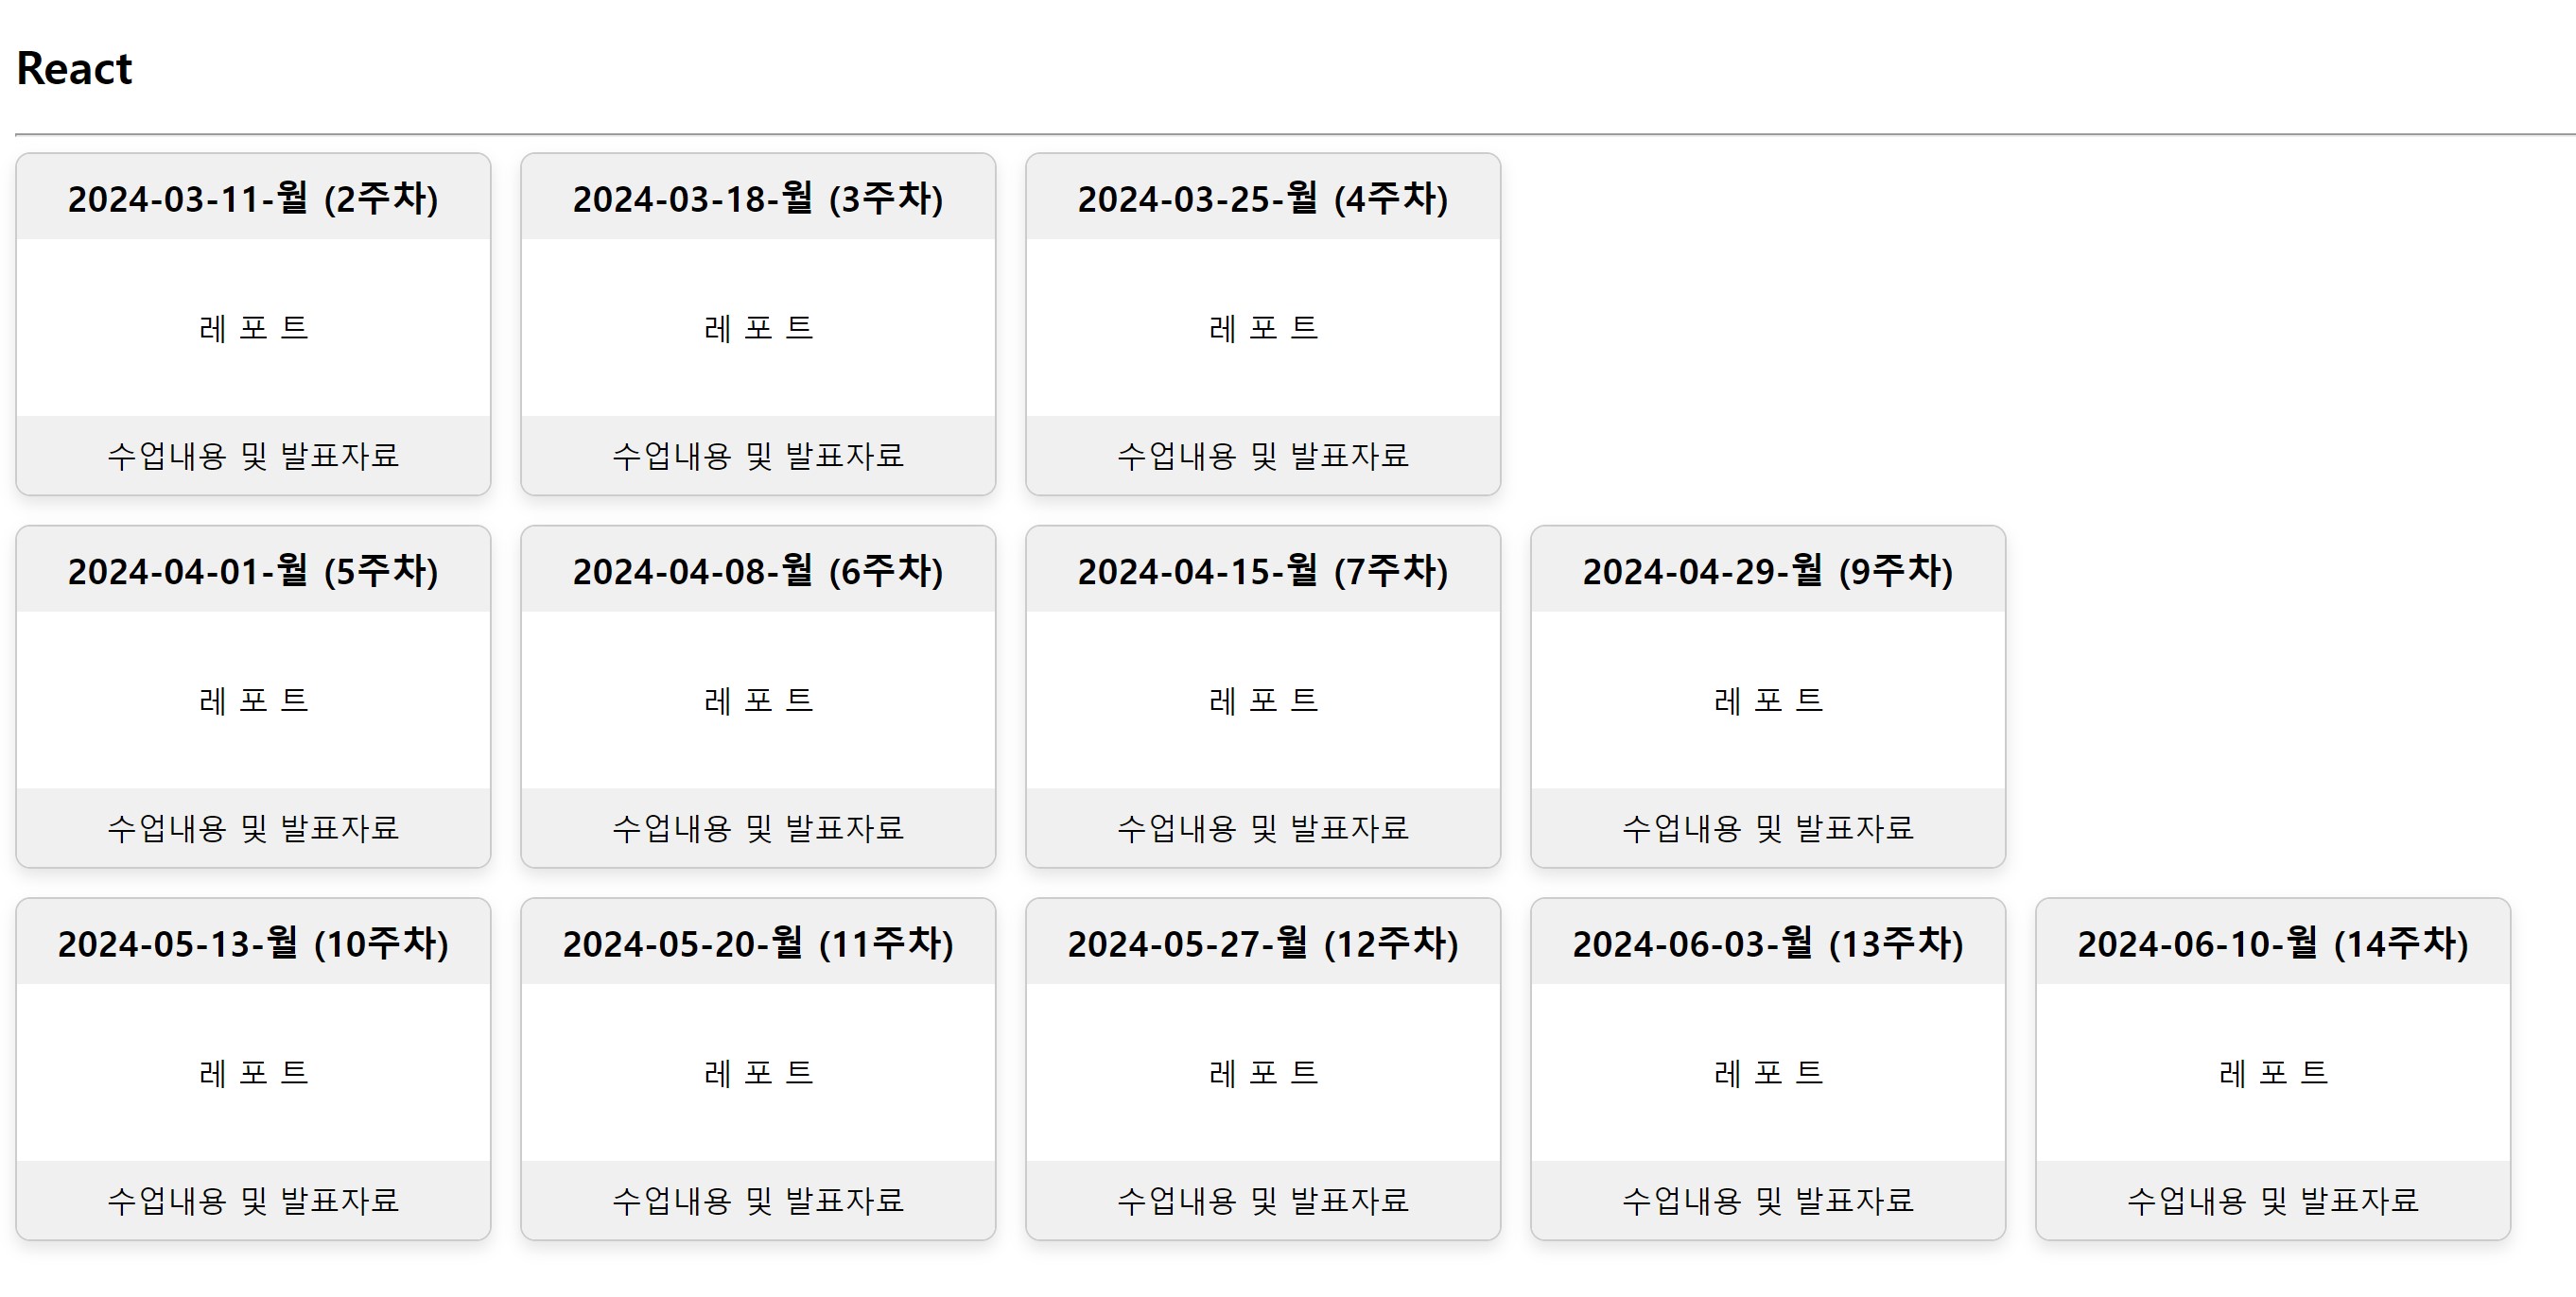 React
2024-03-11-월 (2주차)
레 포 트
수업내용 및 발표자료
2024-03-18-월 (3주차)
레 포 트
수업내용 및 발표자료
2024-03-25-월 (4주차)
레 포 트
수업내용 및 발표자료
2024-04-01-월 (5주차)
레 포 트
수업내용 및 발표자료
2024-04-08-월 (6주차)
레 포 트
수업내용 및 발표자료
2024-04-15-월 (7주차)
레 포 트
수업내용 및 발표자료
2024-04-29-월 (9주차)
레 포 트
수업내용 및 발표자료
2024-05-13-월 (10주차)
레 포 트
수업내용 및 발표자료
2024-05-20-월 (11주차)
레 포 트
수업내용 및 발표자료
2024-05-27-월 (12주차)
레 포 트
수업내용 및 발표자료
2024-06-03-월 (13주차)
레 포 트
수업내용 및 발표자료
2024-06-10-월 (14주차)
레 포 트
수업내용 및 발표자료